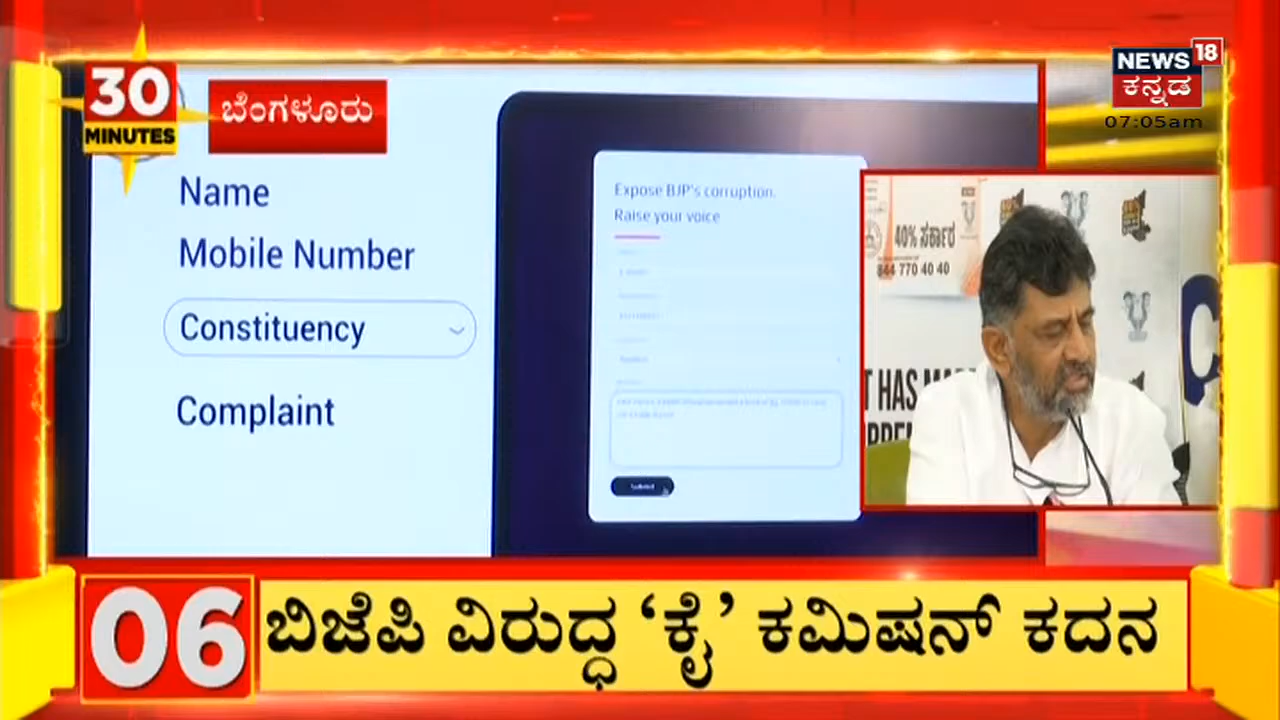 30
MINUTES
ಬೆಂಗಳೂರು
NEWS 18
ಕನ್ನಡ
07:05am
Name
Mobile Number
Constituency
Complaint
Expose BJP's corruption.
Raise your voice
40% ಸರ್ಕಾರ
844 770 40 40
T HAS
06
ಬಿಜೆಪಿ ವಿರುದ್ಧ ‘ಕೈ’ ಕಮಿಷನ್ ಕದನ